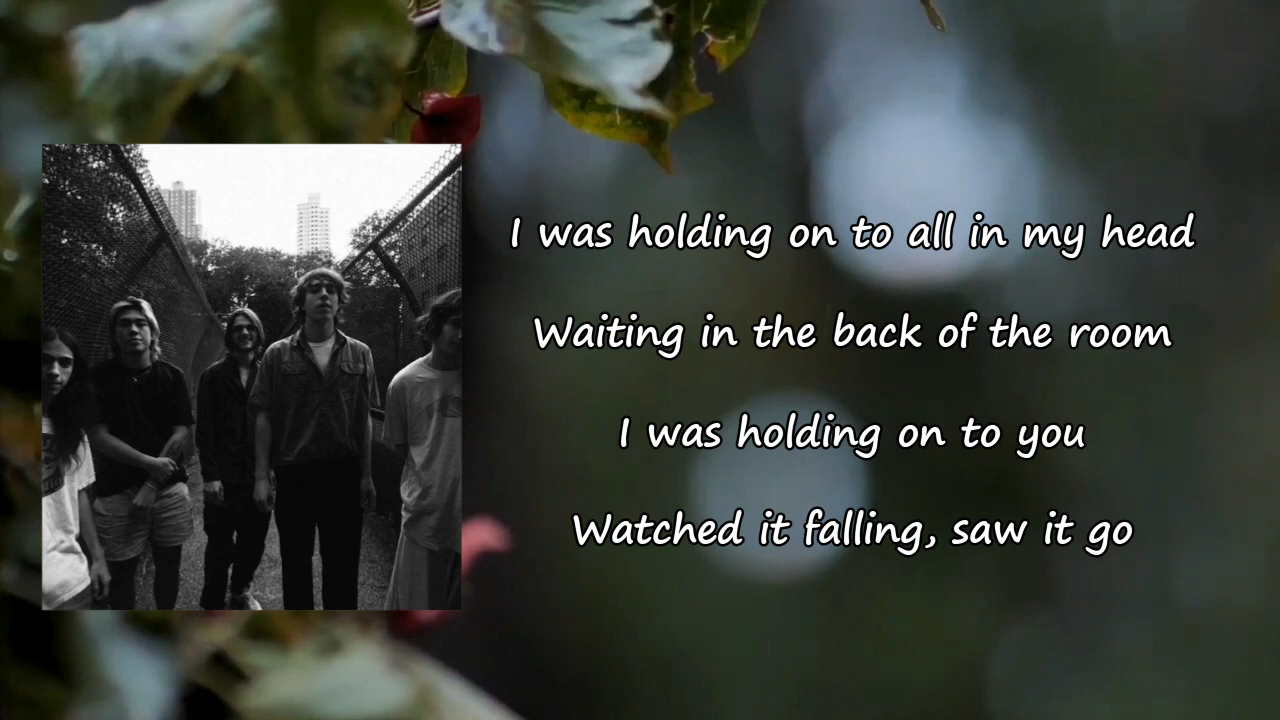 I was holding on to all in my head
Waiting in the back of the room
I was holding on to you
Watched it falling, saw it go